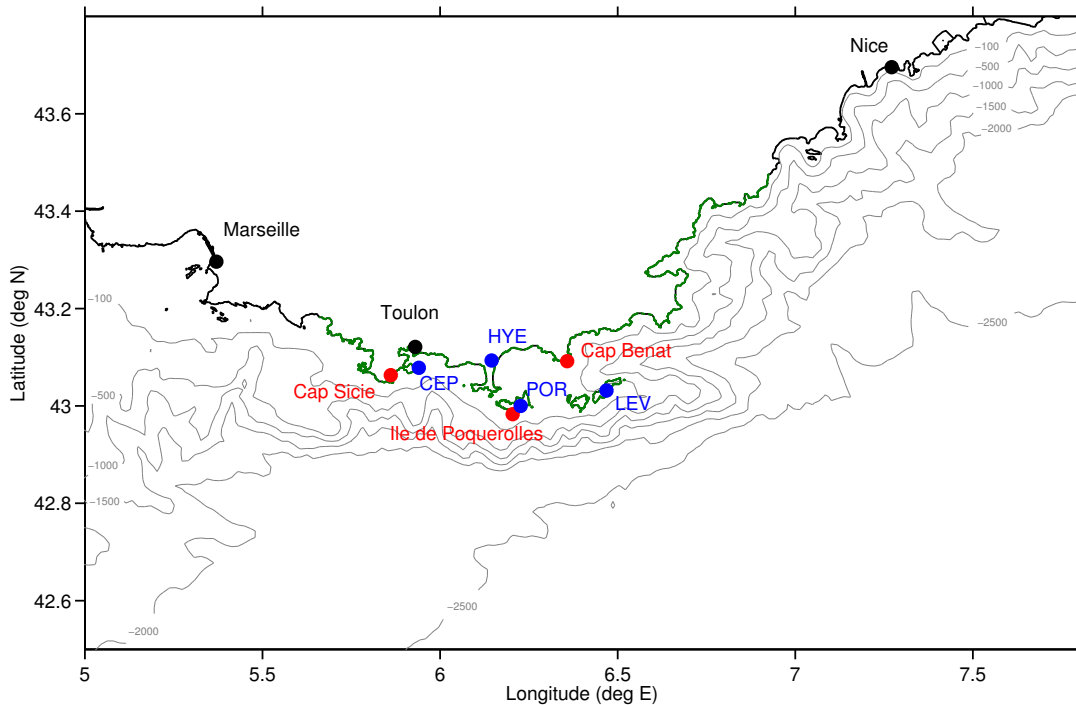 Nice
−100
−500
−1000
−1500
−2000
43.6
43.4
Marseille
−100
43.2
Toulon
−2500
HYE
Cap Benat
Cap Sicie
CEP
POR
LEV
−500
43
Ile de Poquerolles
−1000
−1500
42.8
42.6
−2500
−2000
Latitude (deg N)
5
5.5
6
6.5
7
7.5
Longitude (deg E)